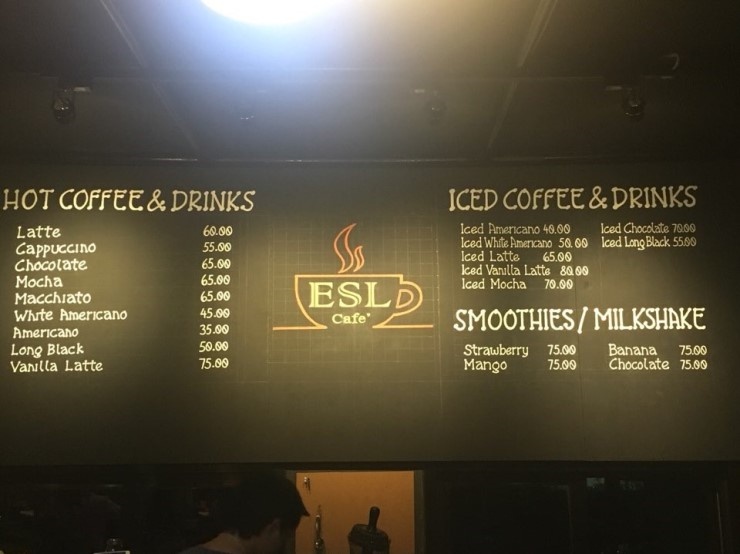 HOT COFFEE & DRINKS
Latte 60.00
Cappuccino 55.00
Chocolate 65.00
Mocha 65.00
Macchiato 65.00
White Americano 45.00
Americano 35.00
Long Black 50.00
Vanilla Latte 75.00
ESL
Cafe'
ICED COFFEE & DRINKS
Iced Americano 40.00 Iced Chocolate 70.00
Iced White Americano 50.00 Iced Long Black 55.00
Iced Latte 65.00
Iced Vanilla Latte 80.00
Iced Mocha 70.00
SMOOTHIES / MILKSHAKE
Strawberry 75.00 Banana 75.00
Mango 75.00 Chocolate 75.00